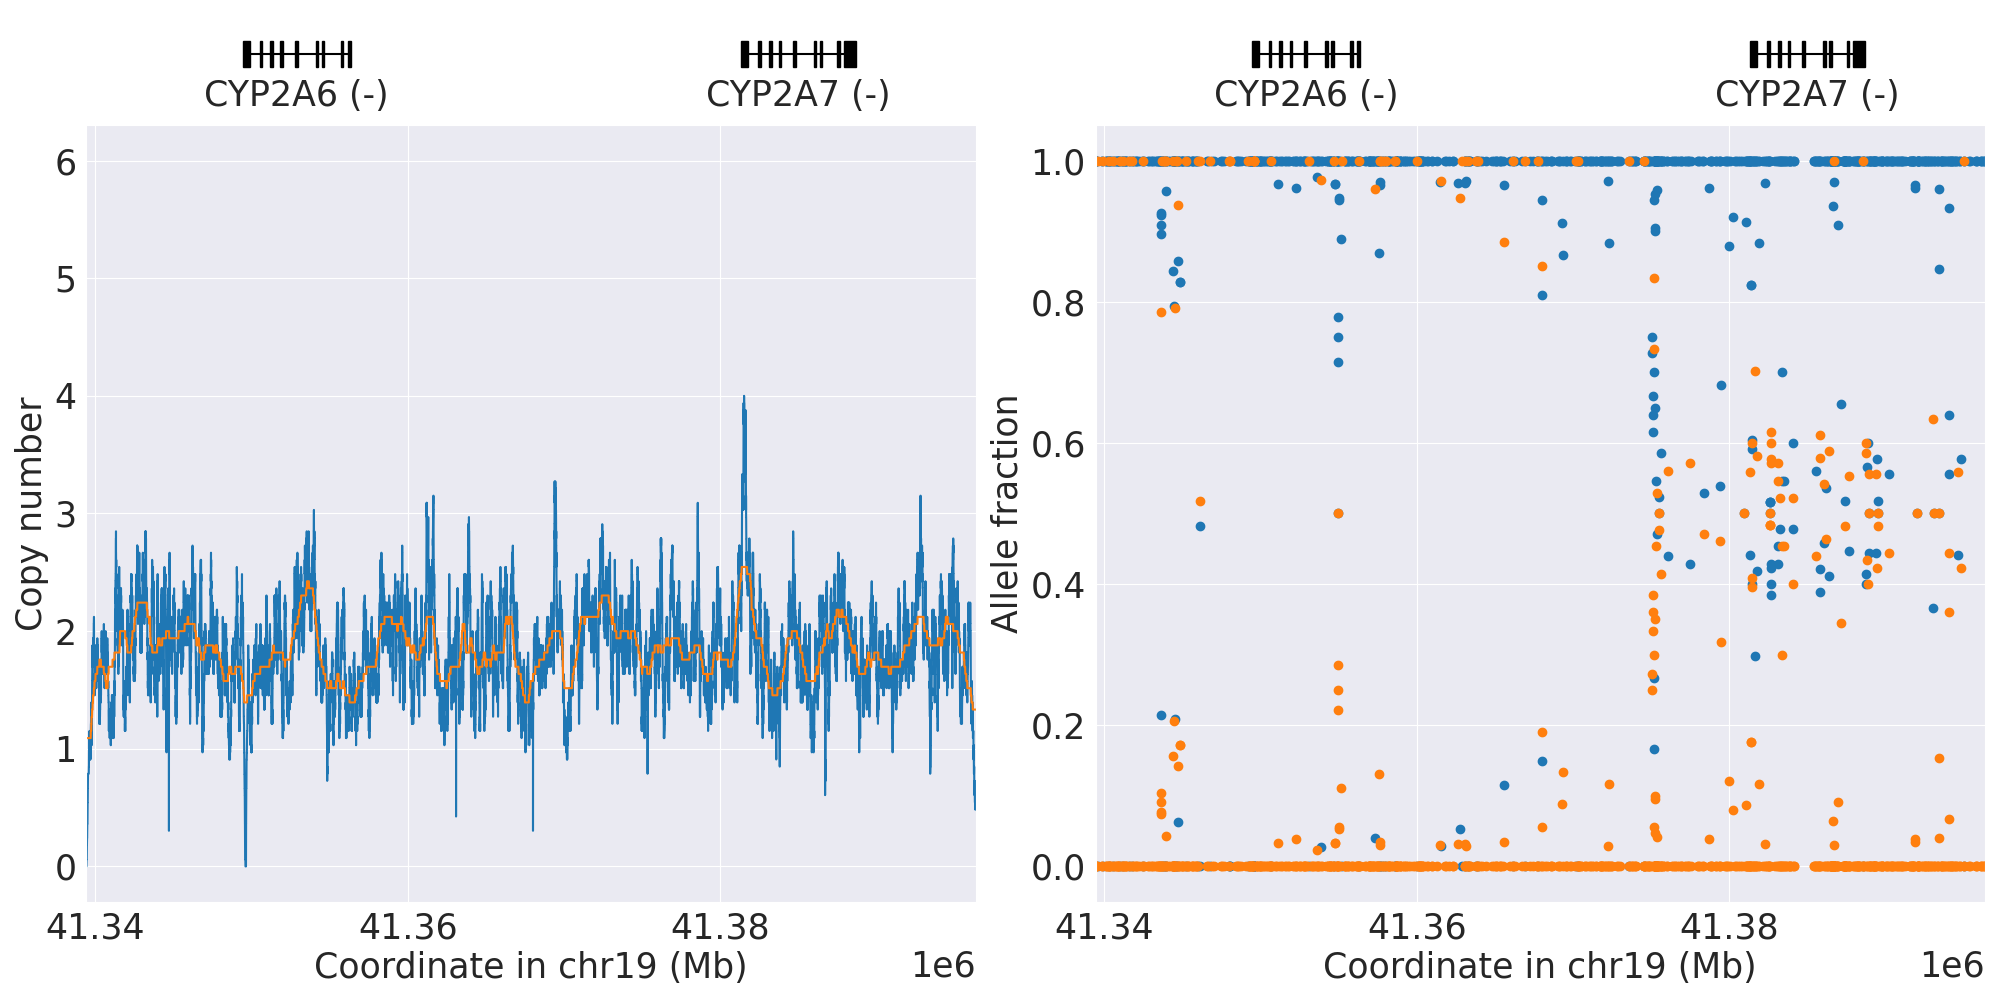 CYP2A6 (-) CYP2A7 (-)
CYP2A6 (-) CYP2A7 (-)
Copy number
6
5
4
3
2
1
0
41.34 41.36 41.38
Coordinate in chr19 (Mb) 1e6
Allele fraction
1.0
0.8
0.6
0.4
0.2
0.0
41.34 41.36 41.38
Coordinate in chr19 (Mb) 1e6